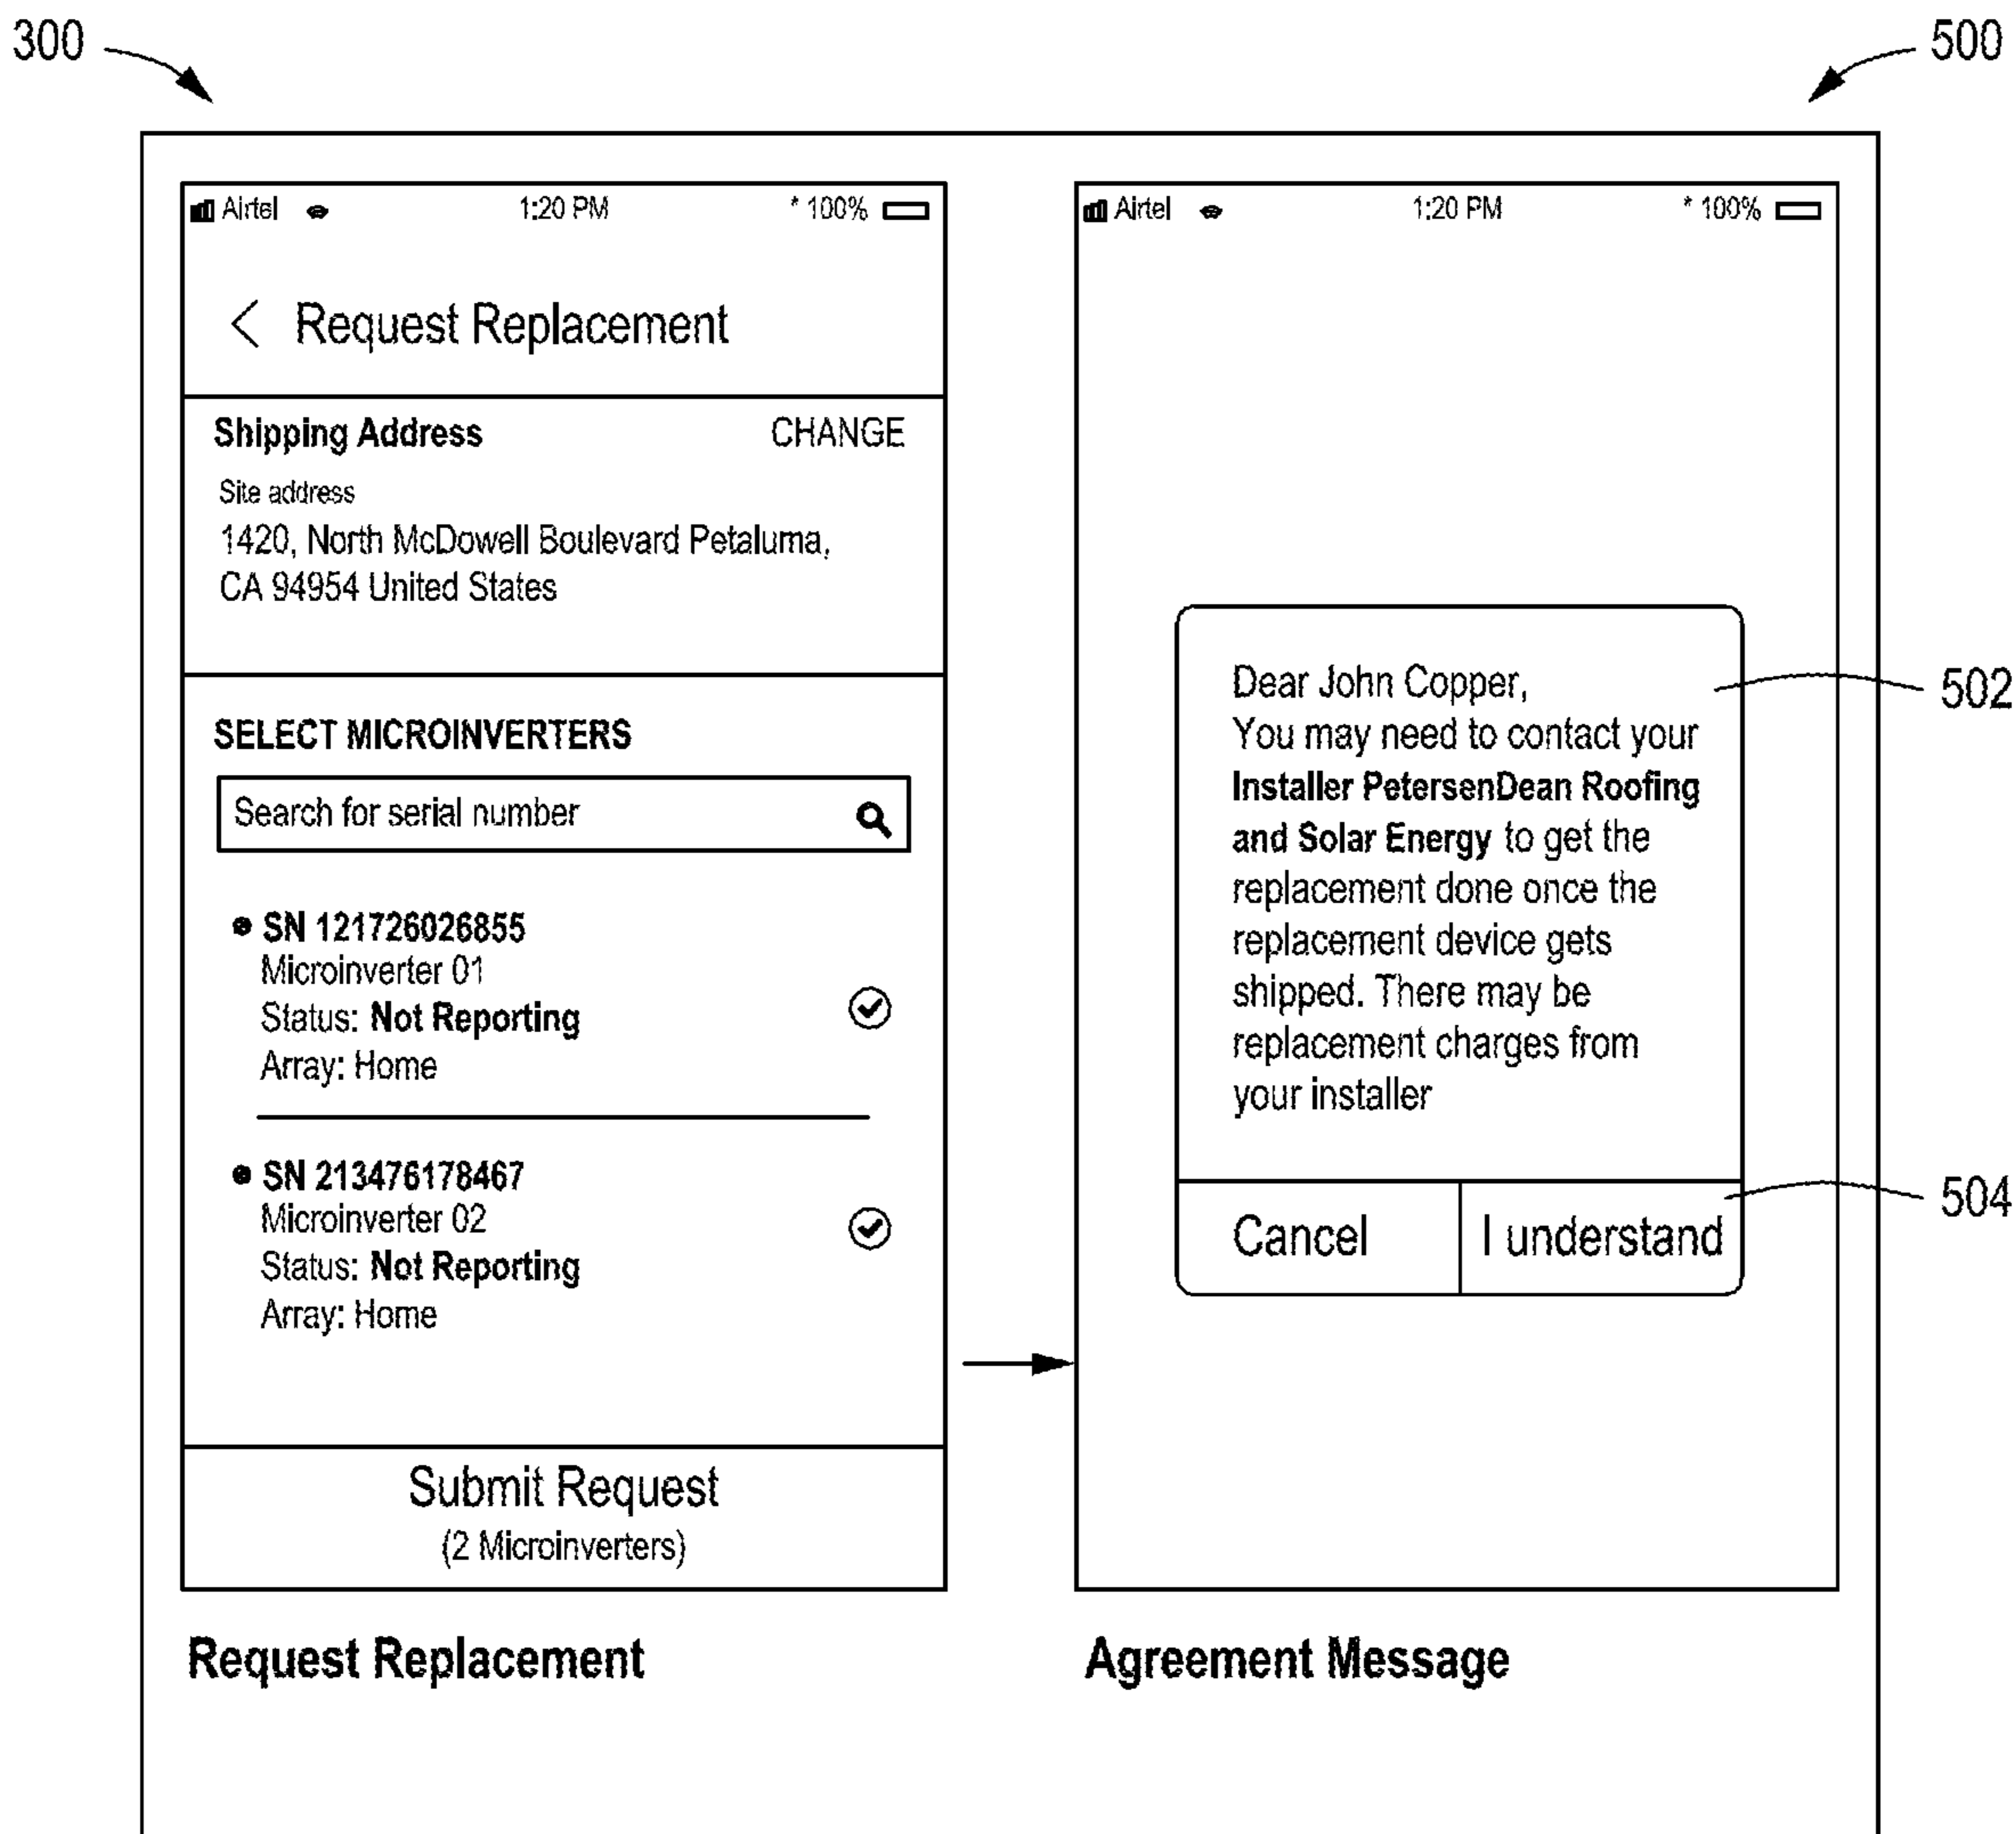 300
500
Airtel 1:20 PM * 100%
< Request Replacement
Shipping Address CHANGE
Site address
1420, North McDowell Boulevard Petaluma,
CA 94954 United States
SELECT MICROINVERTERS
Search for serial number
SN 121726026855
Microinverter 01
Status: Not Reporting
Array: Home
SN 213476178467
Microinverter 02
Status: Not Reporting
Array: Home
Submit Request
(2 Microinverters)
Request Replacement
Airtel 1:20 PM * 100%
Dear John Copper,
You may need to contact your
Installer PetersenDean Roofing
and Solar Energy to get the
replacement done once the
replacement device gets
shipped. There may be
replacement charges from
your installer
502
Cancel I understand
504
Agreement Message